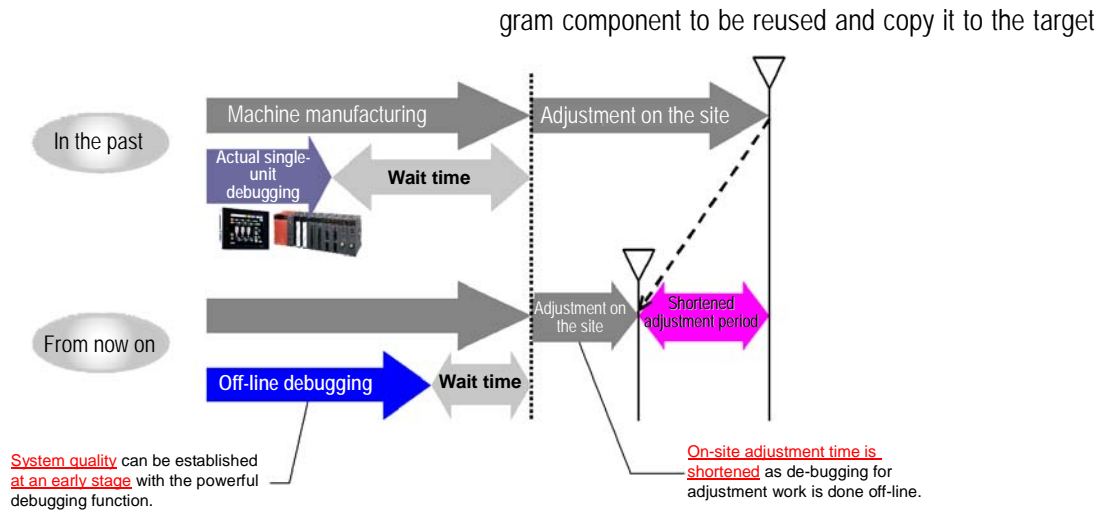 gram component to be reused and copy it to the target
Machine manufacturing
Adjustment on the site
In the past
Actual single-
unit
debugging
Wait time
Adjustment on
the site
Shortened
adjustment period
From now on
Off-line debugging
Wait time
System quality can be established
at an early stage with the powerful
debugging function.
On-site adjustment time is
shortened as de-bugging for
adjustment work is done off-line.